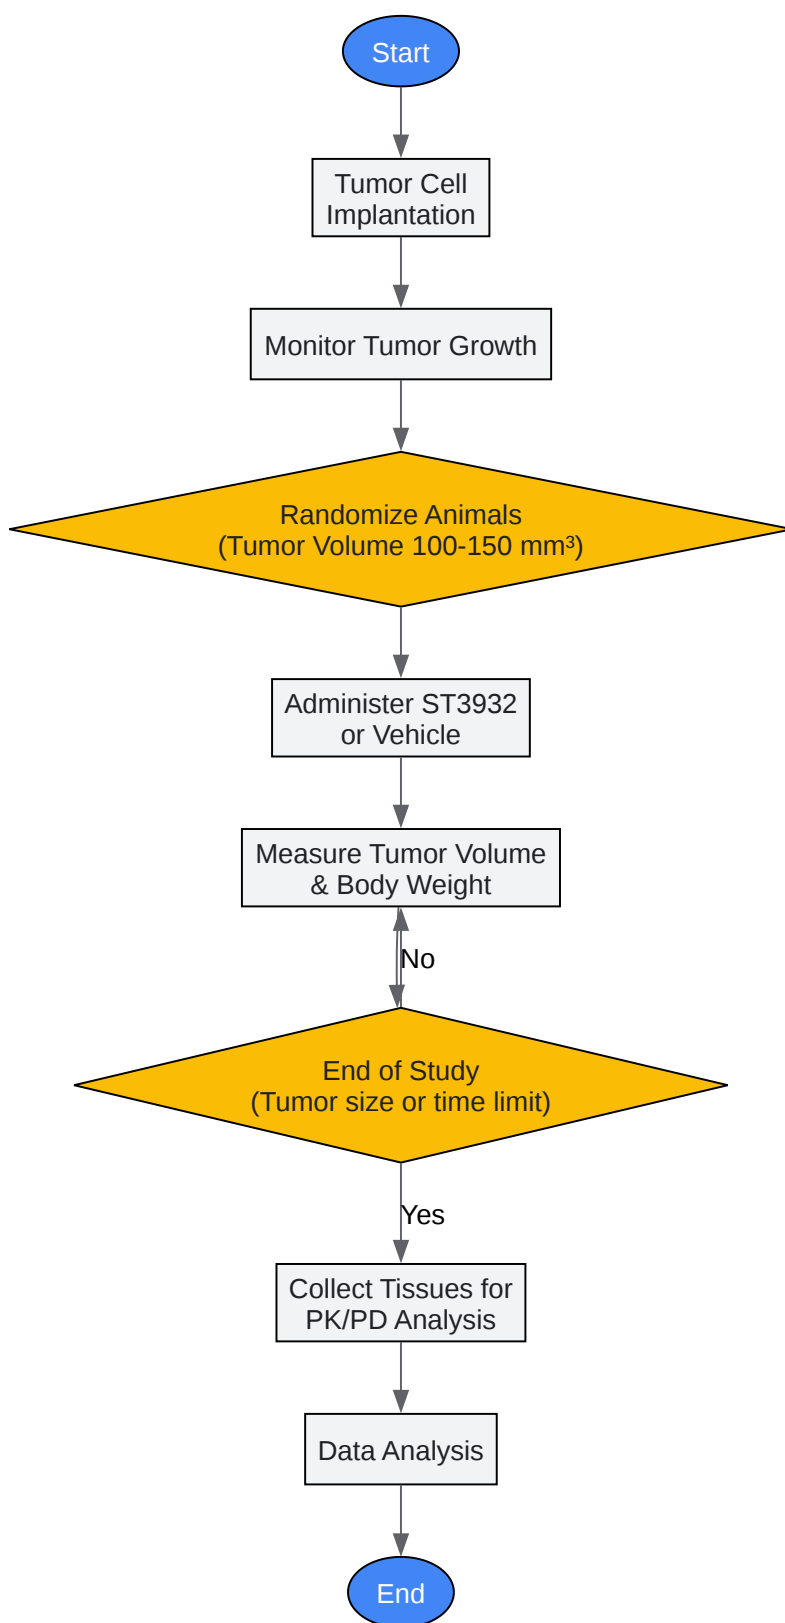 Start
Tumor Cell
Implantation
Monitor Tumor Growth
Randomize Animals
(Tumor Volume 100-150 mm³)
Administer ST3932
or Vehicle
Measure Tumor Volume
& Body Weight
No
End of Study
(Tumor size or time limit)
Yes
Collect Tissues for
PK/PD Analysis
Data Analysis
End